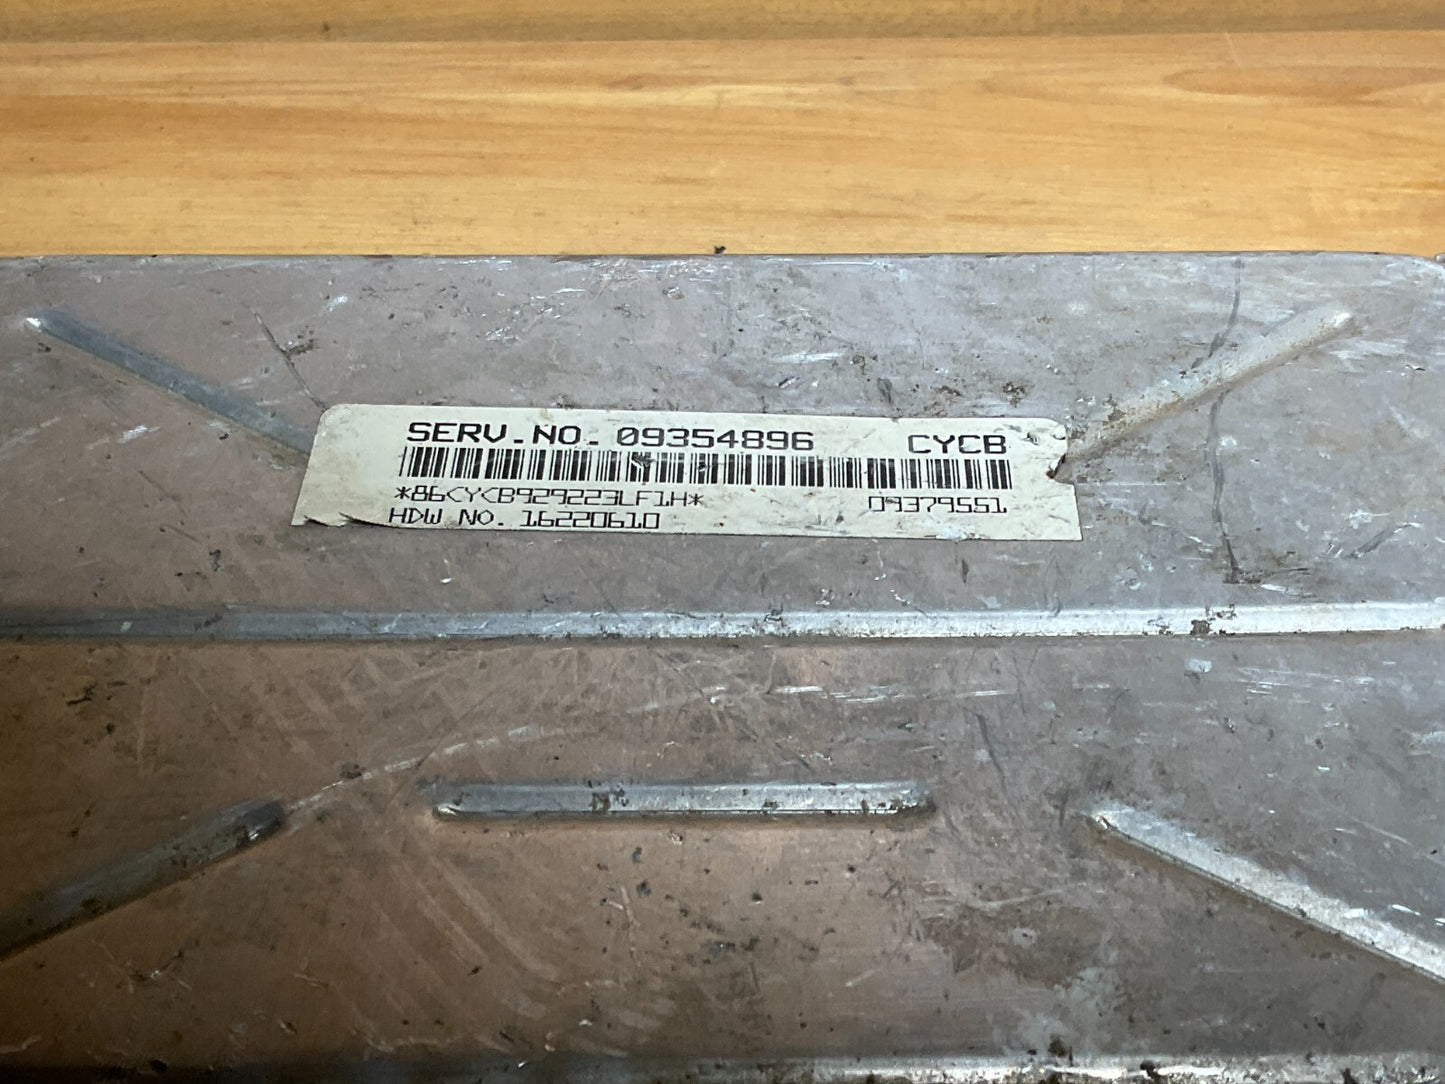 SERV.NO. 09354896 CYCB
*86CYCB929223LF1H* 09379551
HDW NO. 16220610